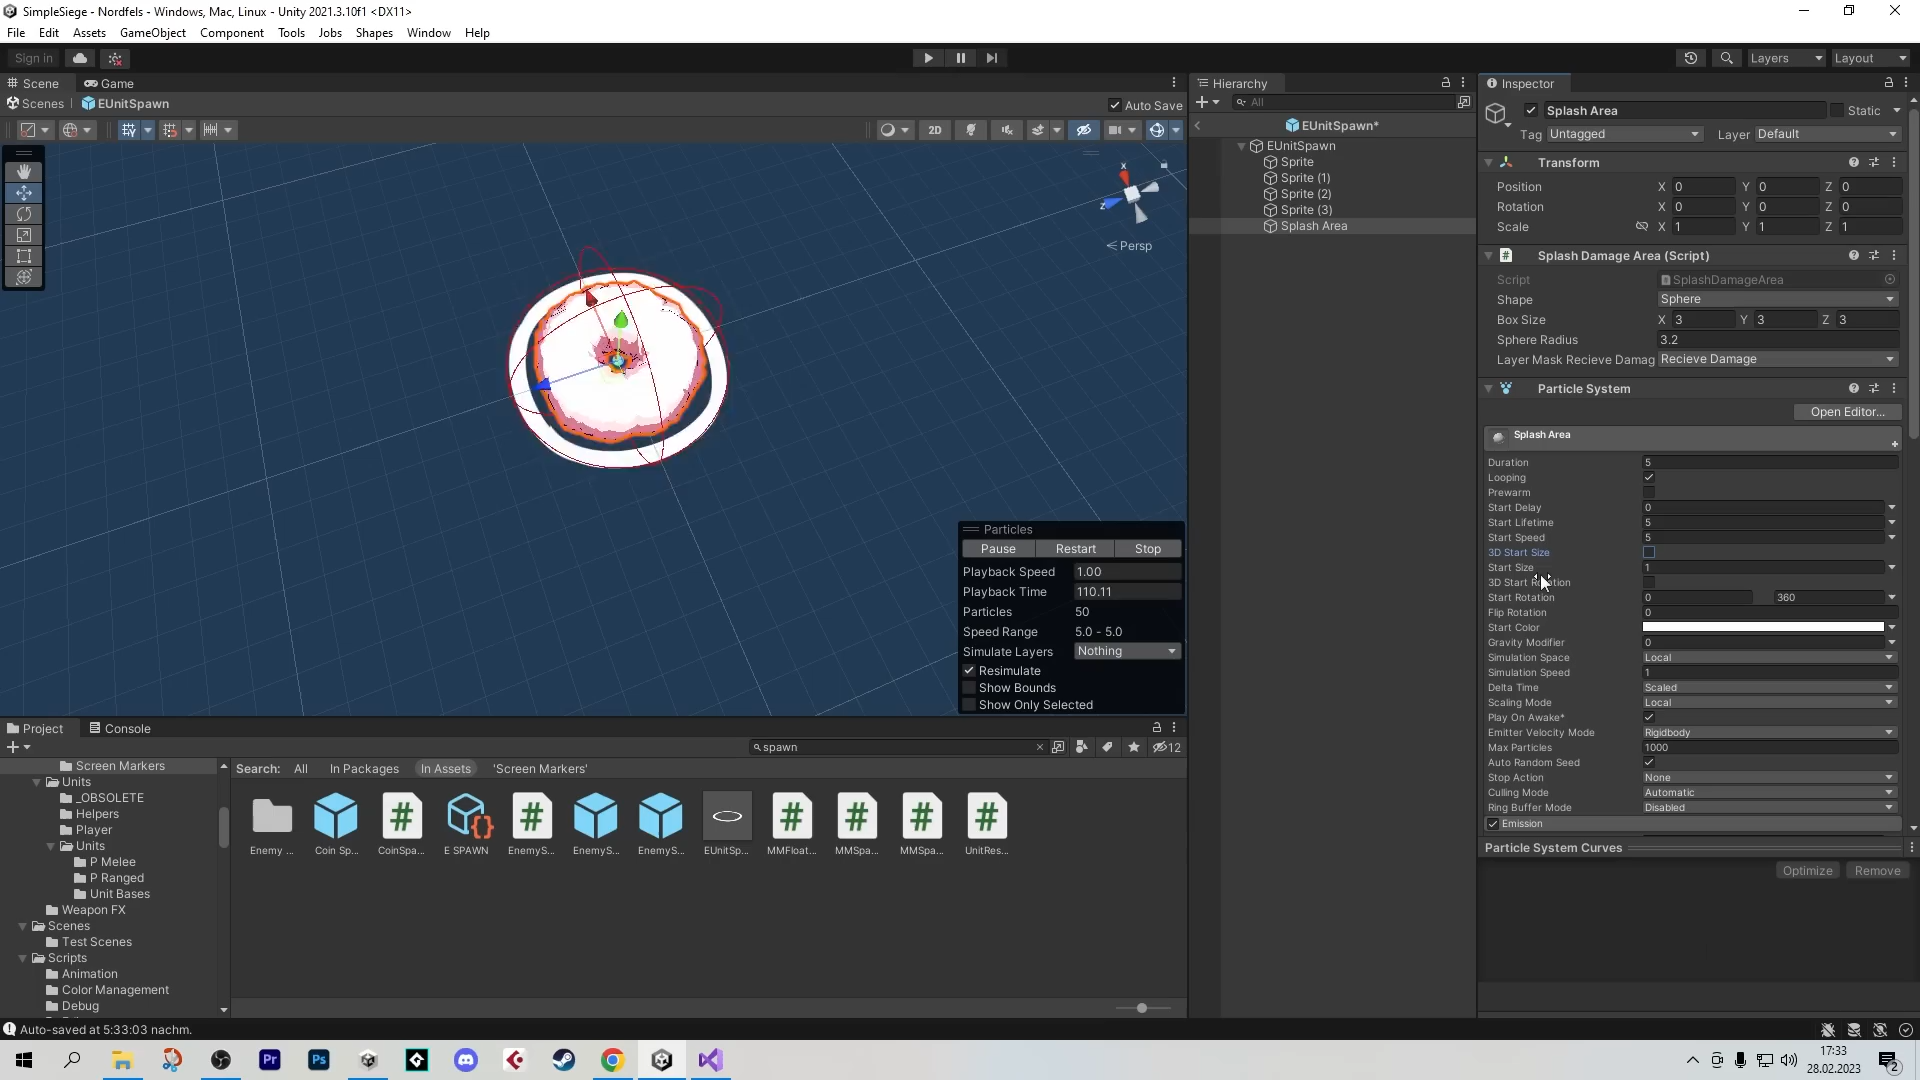 SimpleSiege - Nordfels - Windows, Mac, Linux - Unity 2021.3.10f1 <DX11>
File Edit Assets GameObject Component Tools Jobs Shapes Window Help
Sign in
Layers
Layout
Scene
Game
Scenes
EUnitSpawn
Auto Save
2D
x
z
Persp
Particles
Pause Restart Stop
Playback Speed 1.00
Playback Time 110.11
Particles 50
Speed Range 5.0 - 5.0
Simulate Layers Nothing
Resimulate
Show Bounds
Show Only Selected
Hierarchy
All
EUnitSpawn*
EUnitSpawn
Sprite
Sprite (1)
Sprite (2)
Sprite (3)
Splash Area
Inspector
Splash Area
Static
Tag Untagged
Layer Default
Transform
Position X 0 Y 0 Z 0
Rotation X 0 Y 0 Z 0
Scale X 1 Y 1 Z 1
Splash Damage Area (Script)
Script SplashDamageArea
Shape Sphere
Box Size X 3 Y 3 Z 3
Sphere Radius 3.2
Layer Mask Recieve Damag Recieve Damage
Particle System
Open Editor...
Splash Area
Duration 5
Looping
Prewarm
Start Delay 0
Start Lifetime 5
Start Speed 5
3D Start Size
Start Size 1
3D Start Rotation
Start Rotation 0 360
Flip Rotation 0
Start Color
Gravity Modifier 0
Simulation Space Local
Simulation Speed 1
Delta Time Scaled
Scaling Mode Local
Play On Awake*
Emitter Velocity Mode Rigidbody
Max Particles 1000
Auto Random Seed
Stop Action None
Culling Mode Automatic
Ring Buffer Mode Disabled
Emission
Particle System Curves
Optimize Remove
Project
Console
spawn
12
Screen Markers
Units
_OBSOLETE
Helpers
Player
Units
P Melee
P Ranged
Unit Bases
Weapon FX
Scenes
Test Scenes
Scripts
Animation
Color Management
Debug
Search: All In Packages In Assets 'Screen Markers'
Enemy ... Coin Sp... CoinSpa... E SPAWN EnemyS... EnemyS... EnemyS... EUnitSp... MMFloat... MMSpa... MMSpa... UnitRes...
Auto-saved at 5:33:03 nachm.
Pr
Ps
17:33
28.02.2023
2